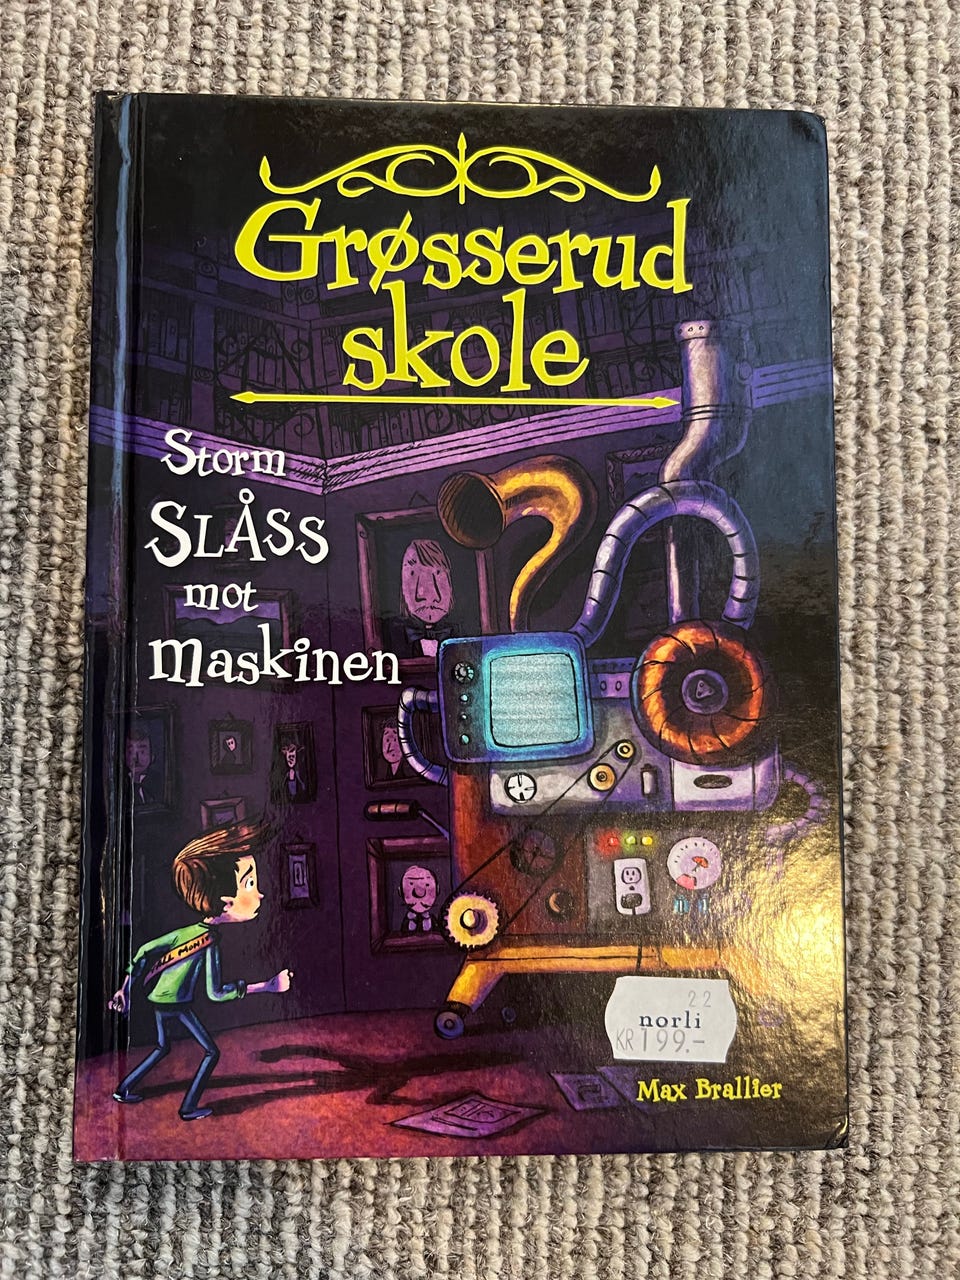 Grøsserud
skole
Storm
SLÅSS
mot
maskinen
22
norli
KR 199.-
Max Brallier